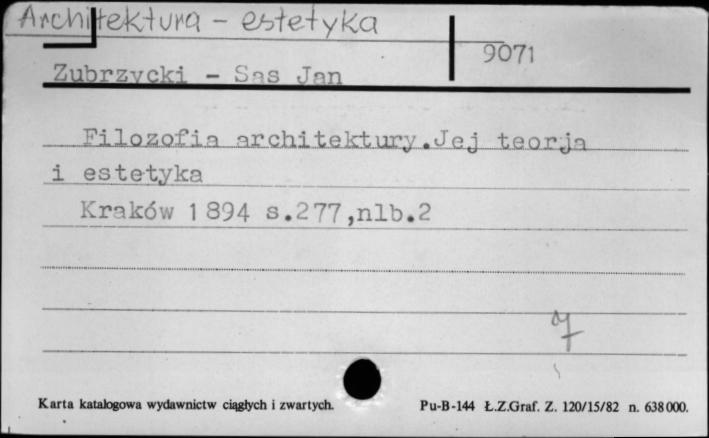 Architektura - estetyka
9071
Zubrzycki - Sas Jan
Filozofia architektury.Jej teorja
i estetyka
Kraków 1894 s.277,nlb.2
Karta katalogowa wydawnictw ciągłych i zwartych.
Pu-B-144 Ł.Z.Graf. Z. 120/15/82 n. 638000.